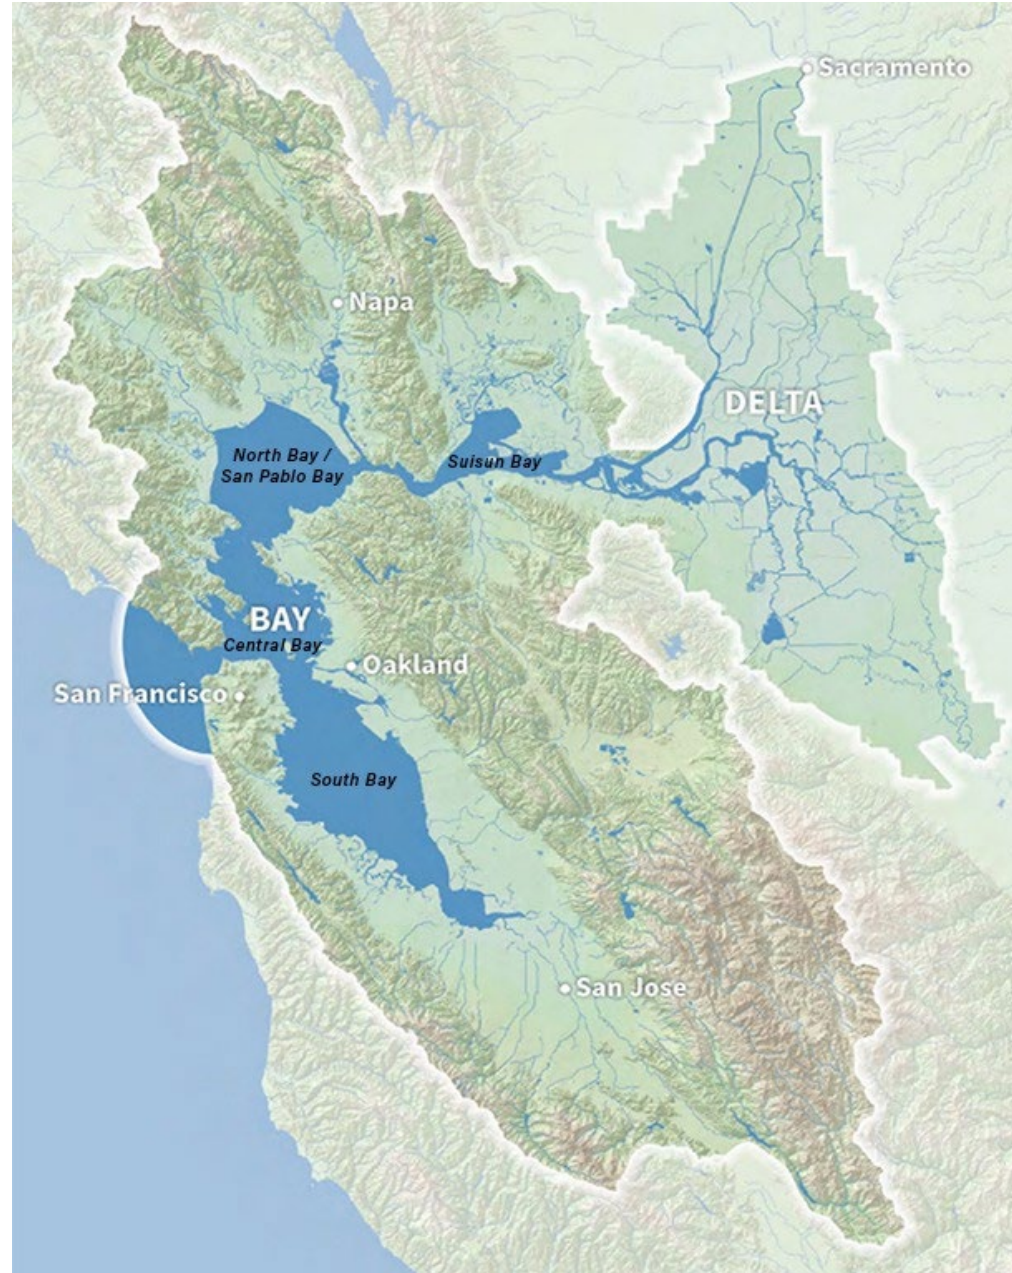 Sacramento
Napa
DELTA
North Bay /
San Pablo Bay
Suisun Bay
BAY
Central Bay
Oakland
San Francisco
South Bay
San Jose